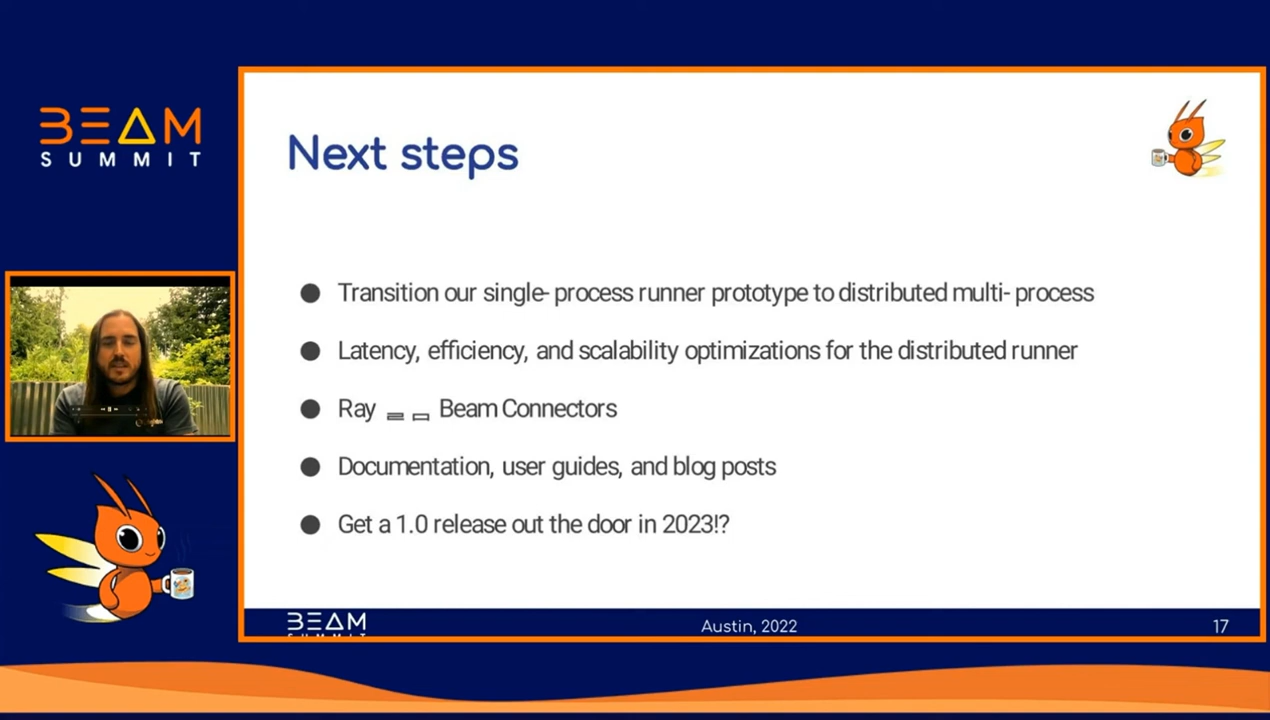 BEAM
SUMMIT
Next steps
● Transition our single- process runner prototype to distributed multi- process
● Latency, efficiency, and scalability optimizations for the distributed runner
● Ray Beam Connectors
● Documentation, user guides, and blog posts
● Get a 1.0 release out the door in 2023!?
BEAM
Austin, 2022
17